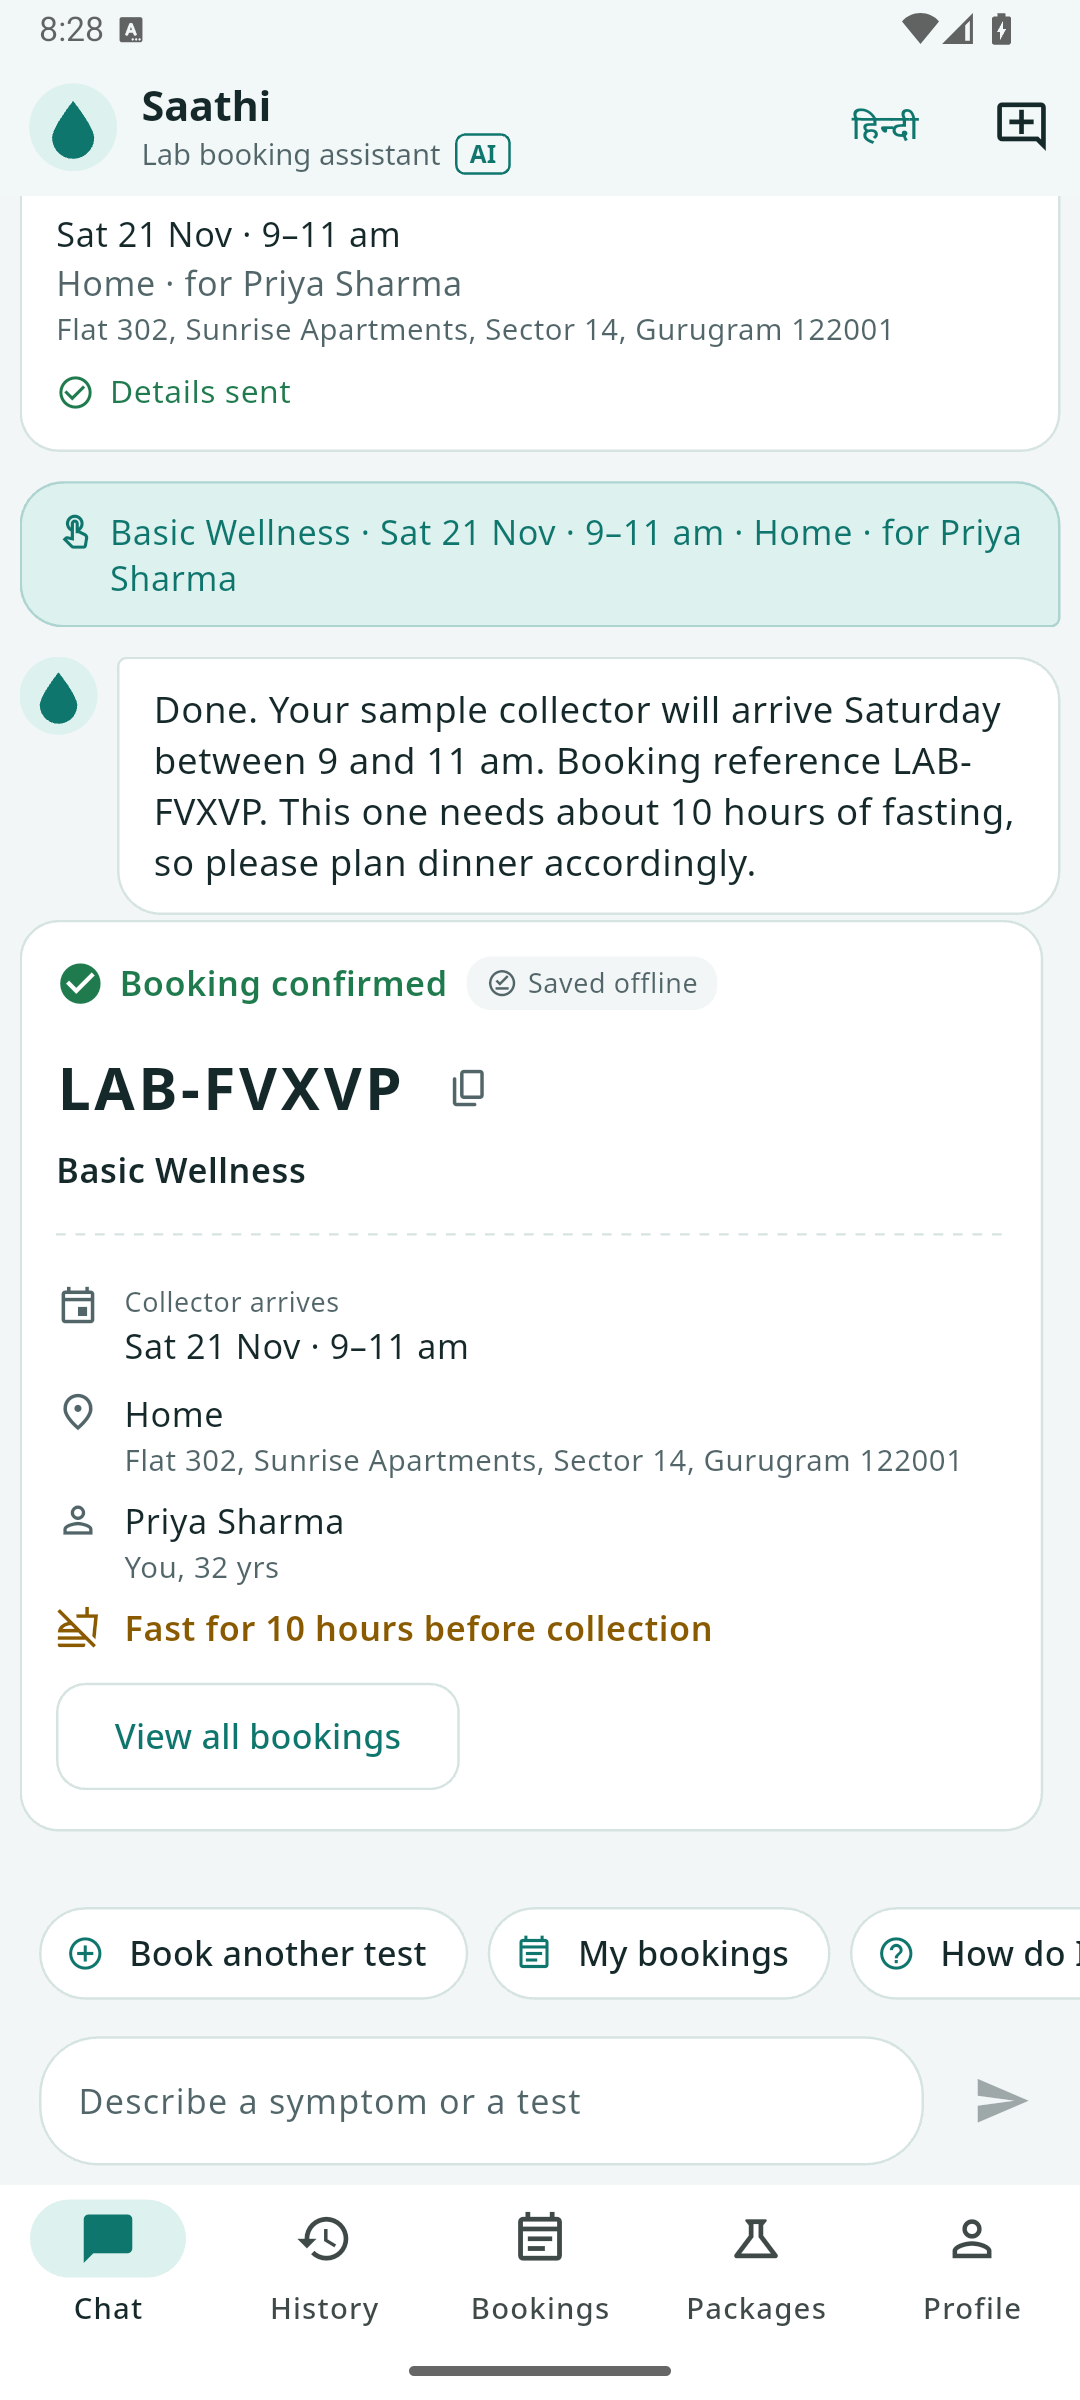 8:28
Saathi
Lab booking assistant AI
हिन्दी
Sat 21 Nov · 9–11 am
Home · for Priya Sharma
Flat 302, Sunrise Apartments, Sector 14, Gurugram 122001
Details sent
Basic Wellness · Sat 21 Nov · 9–11 am · Home · for Priya
Sharma
Done. Your sample collector will arrive Saturday
between 9 and 11 am. Booking reference LAB-
FVXVP. This one needs about 10 hours of fasting,
so please plan dinner accordingly.
Booking confirmed
Saved offline
LAB-FVXVP
Basic Wellness
Collector arrives
Sat 21 Nov · 9–11 am
Home
Flat 302, Sunrise Apartments, Sector 14, Gurugram 122001
Priya Sharma
You, 32 yrs
Fast for 10 hours before collection
View all bookings
Book another test
My bookings
How do I
Describe a symptom or a test
Chat
History
Bookings
Packages
Profile